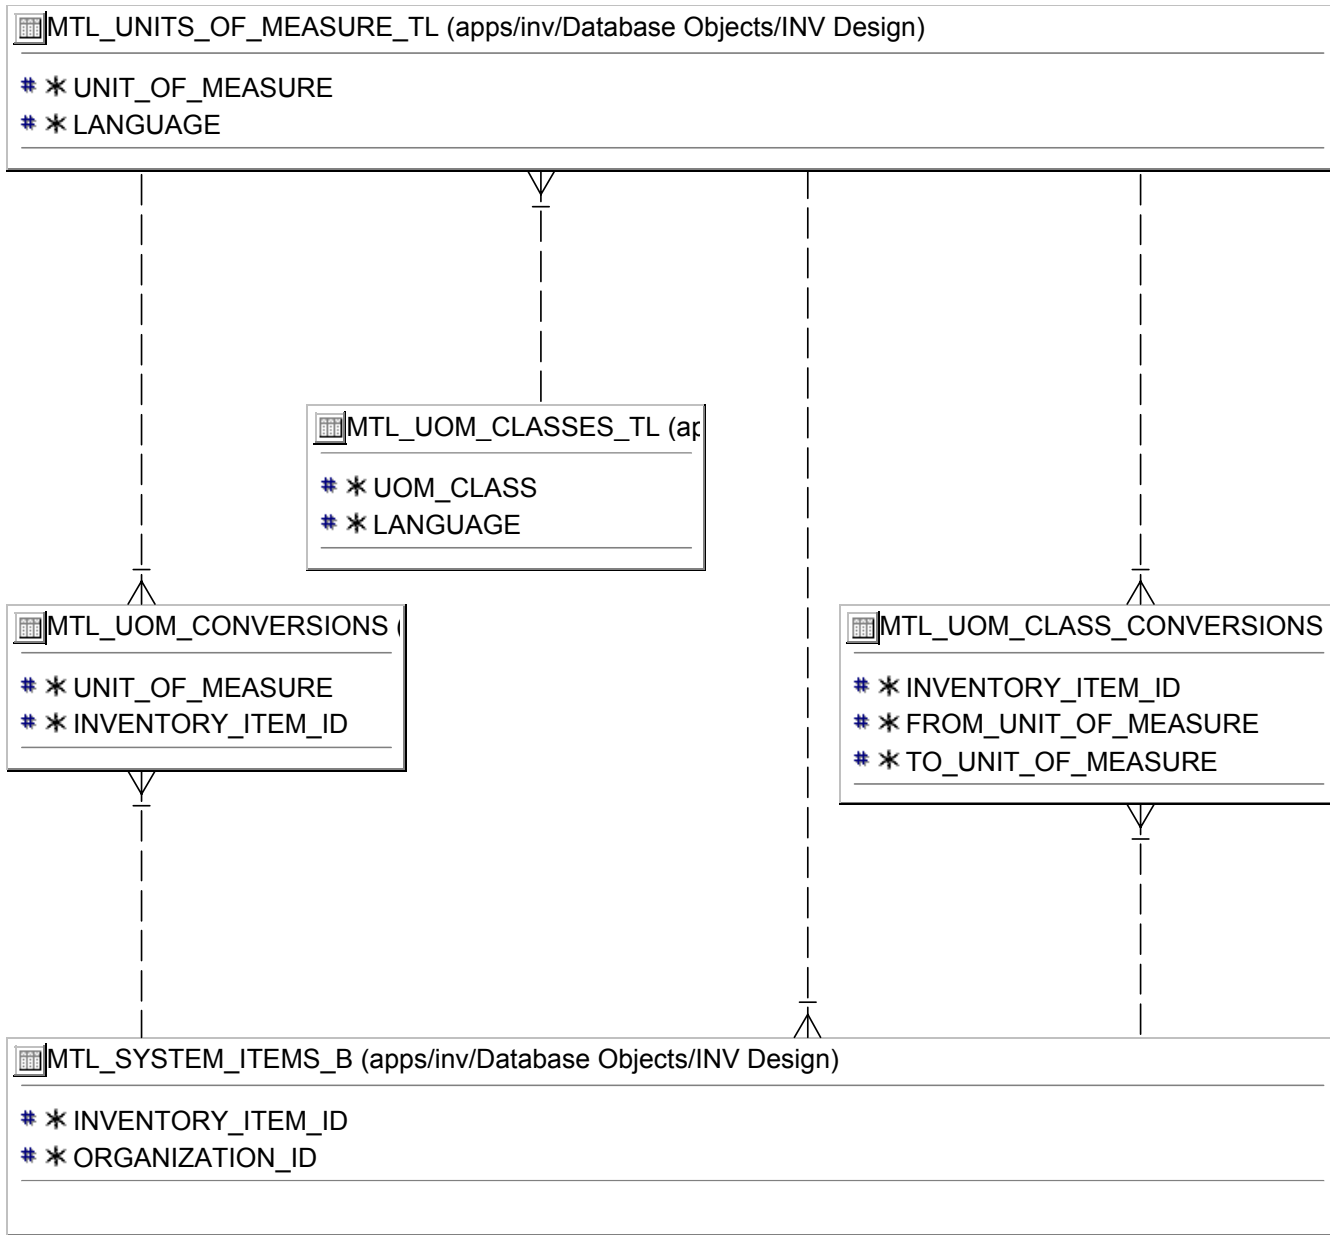 MTL_UNITS_OF_MEASURE_TL (apps/inv/Database Objects/INV Design)
# * UNIT_OF_MEASURE
# * LANGUAGE
MTL_UOM_CLASSES_TL (ap
# * UOM_CLASS
# * LANGUAGE
MTL_UOM_CONVERSIONS (
# * UNIT_OF_MEASURE
# * INVENTORY_ITEM_ID
MTL_UOM_CLASS_CONVERSIONS
# * INVENTORY_ITEM_ID
# * FROM_UNIT_OF_MEASURE
# * TO_UNIT_OF_MEASURE
MTL_SYSTEM_ITEMS_B (apps/inv/Database Objects/INV Design)
# * INVENTORY_ITEM_ID
# * ORGANIZATION_ID